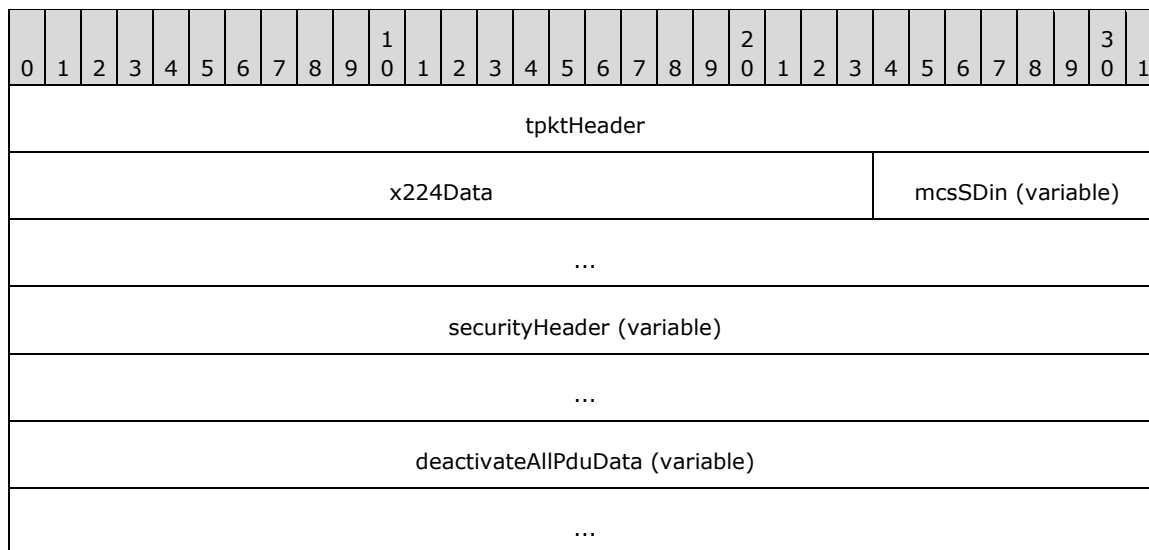 1 2 3
0 1 2 3 4 5 6 7 8 9 0 1 2 3 4 5 6 7 8 9 0 1 2 3 4 5 6 7 8 9 0 1
tpktHeader
x224Data mcsSDin (variable)
...
securityHeader (variable)
...
deactivateAllPduData (variable)
...